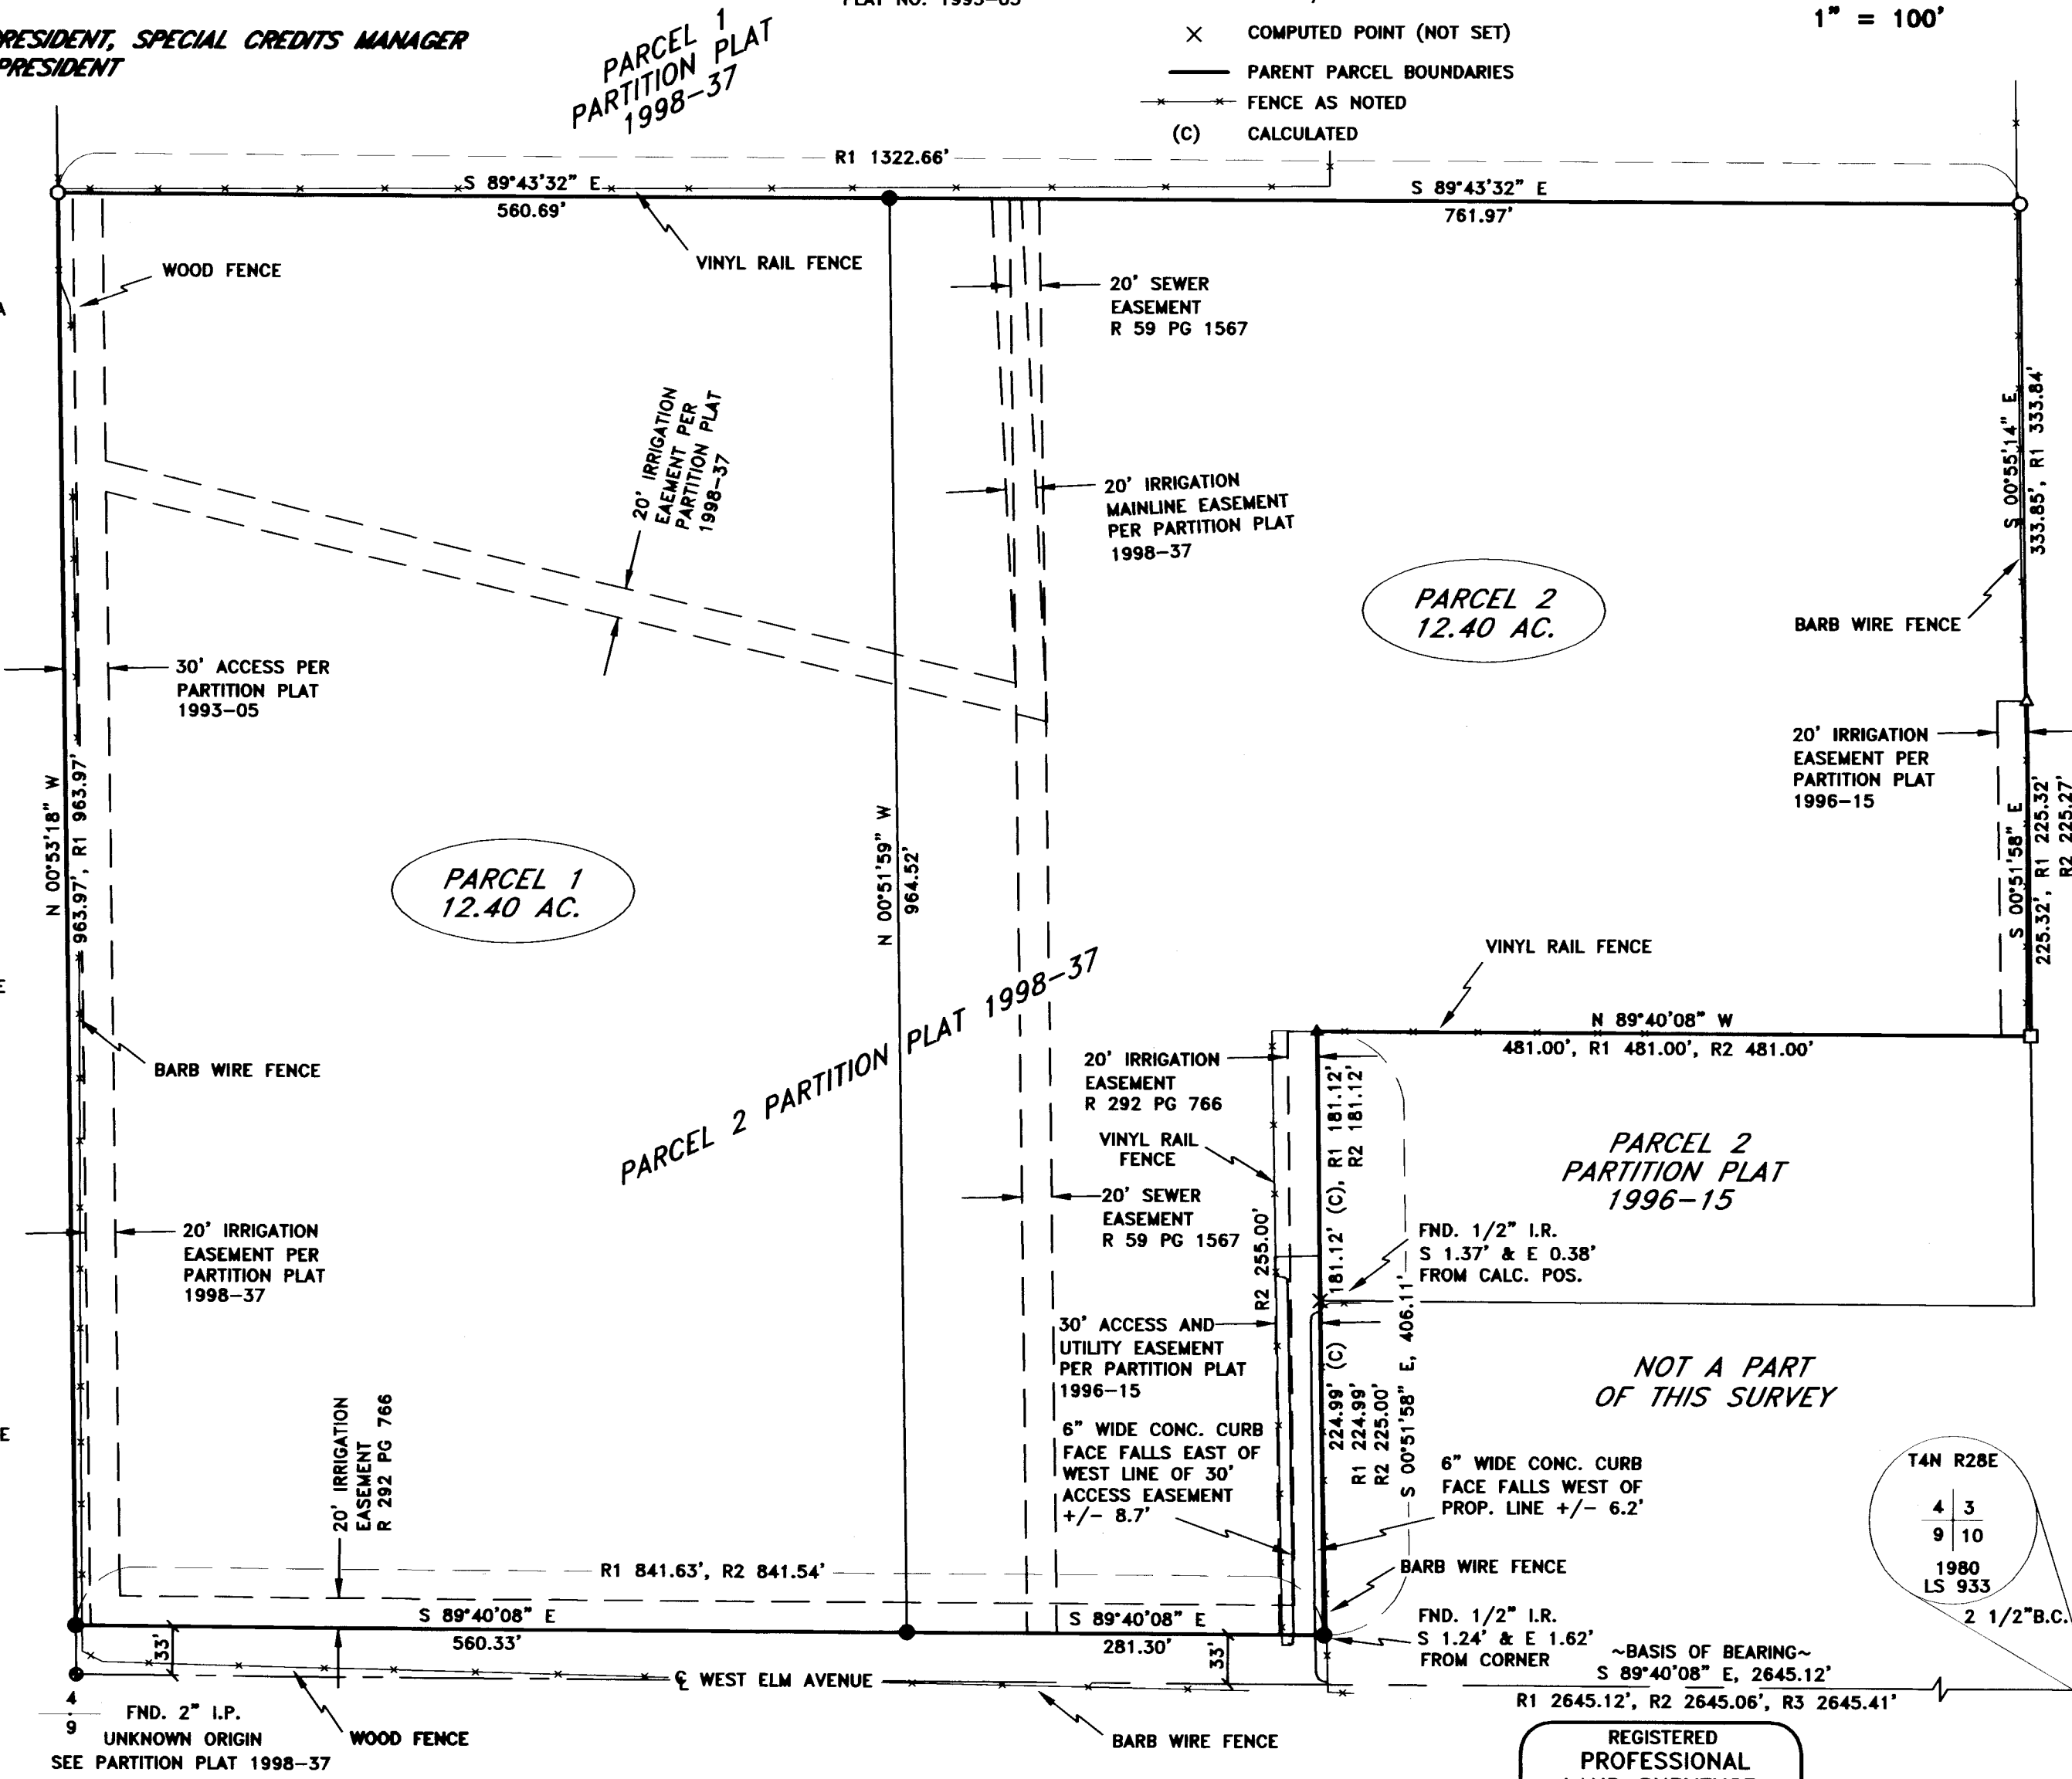 PRESIDENT, SPECIAL CREDITS MANAGER
PRESIDENT
PARCEL 1
PARTITION PLAT
1998-37
PLAT NO. 1993-05
1" = 100'
× COMPUTED POINT (NOT SET)
PARENT PARCEL BOUNDARIES
FENCE AS NOTED
(C) CALCULATED
R1 1322.66'
S 89°43'32" E
560.69'
S 89°43'32" E
761.97'
WOOD FENCE
VINYL RAIL FENCE
20' SEWER
EASEMENT
R 59 PG 1567
20' IRRIGATION
EAEMENT PER
PARTITION PLAT
1998-37
20' IRRIGATION
MAINLINE EASEMENT
PER PARTITION PLAT
1998-37
S 00°55'14" E
333.85', R1 333.84'
PARCEL 2
12.40 AC.
BARB WIRE FENCE
30' ACCESS PER
PARTITION PLAT
1993-05
20' IRRIGATION
EASEMENT PER
PARTITION PLAT
1996-15
N 00°53'18" W
963.97', R1 963.97'
PARCEL 1
12.40 AC.
N 00°51'59" W
964.52'
S 00°51'58" E
225.32', R1 225.32'
R2 225.27'
PARCEL 2 PARTITION PLAT 1998-37
VINYL RAIL FENCE
N 89°40'08" W
481.00', R1 481.00', R2 481.00'
BARB WIRE FENCE
20' IRRIGATION
EASEMENT
R 292 PG 766
VINYL RAIL
FENCE
181.12' (C), R1 181.12'
R2 181.12'
PARCEL 2
PARTITION PLAT
1996-15
20' SEWER
EASEMENT
R 59 PG 1567
R2 255.00'
FND. 1/2" I.R.
S 1.37' & E 0.38'
FROM CALC. POS.
20' IRRIGATION
EASEMENT PER
PARTITION PLAT
1998-37
30' ACCESS AND
UTILITY EASEMENT
PER PARTITION PLAT
1996-15
224.99' (C)
R1 224.99'
R2 225.00'
S 00°51'58" E, 406.11'
NOT A PART
OF THIS SURVEY
20' IRRIGATION
EASEMENT
R 292 PG 766
6" WIDE CONC. CURB
FACE FALLS EAST OF
WEST LINE OF 30'
ACCESS EASEMENT
+/- 8.7'
6" WIDE CONC. CURB
FACE FALLS WEST OF
PROP. LINE +/- 6.2'
T4N R28E
4 3
9 10
1980
LS 933
2 1/2"B.C.
R1 841.63', R2 841.54'
BARB WIRE FENCE
S 89°40'08" E
560.33'
S 89°40'08" E
281.30'
33'
33'
FND. 1/2" I.R.
S 1.24' & E 1.62'
FROM CORNER
~BASIS OF BEARING~
S 89°40'08" E, 2645.12'
R1 2645.12', R2 2645.06', R3 2645.41'
℄ WEST ELM AVENUE
4
9
FND. 2" I.P.
UNKNOWN ORIGIN
SEE PARTITION PLAT 1998-37
WOOD FENCE
BARB WIRE FENCE
REGISTERED
PROFESSIONAL